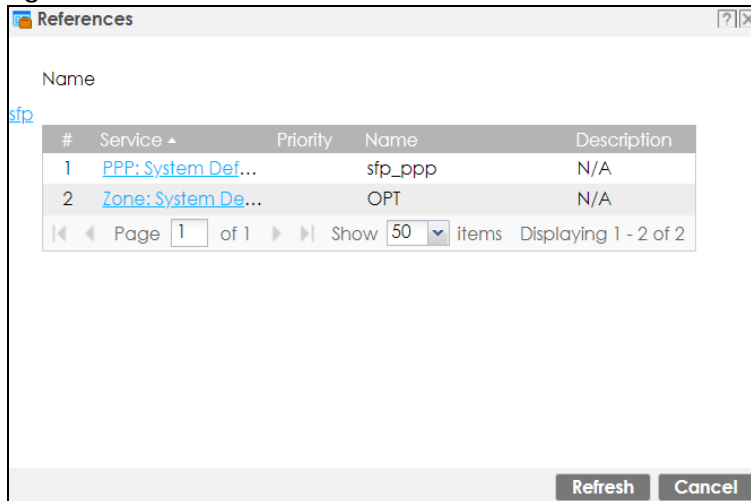 References
Name
sfp
# Service Priority Name Description
1 PPP: System Def... sfp_ppp N/A
2 Zone: System De... OPT N/A
Page 1 of 1 Show 50 items Displaying 1 - 2 of 2
Refresh Cancel